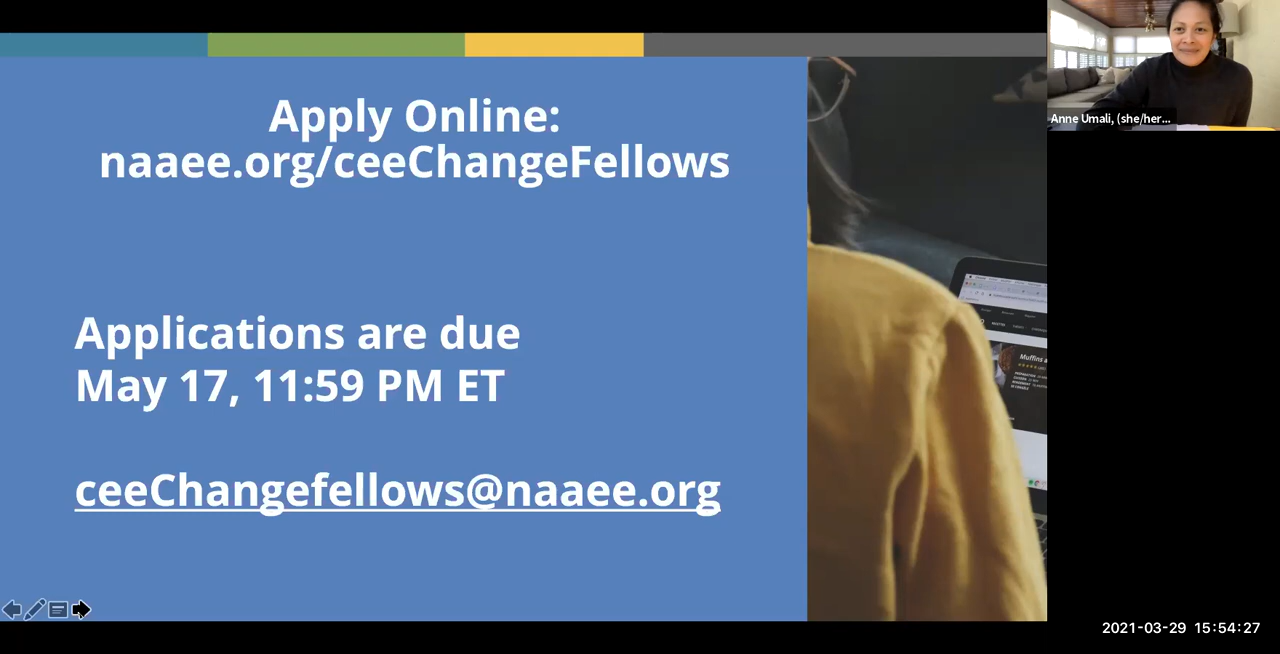 Apply Online:
naaee.org/ceeChangeFellows
Applications are due
May 17, 11:59 PM ET
ceeChangefellows@naaee.org
Anne Umali, (she/her...
Muffins a
2021-03-29 15:54:27